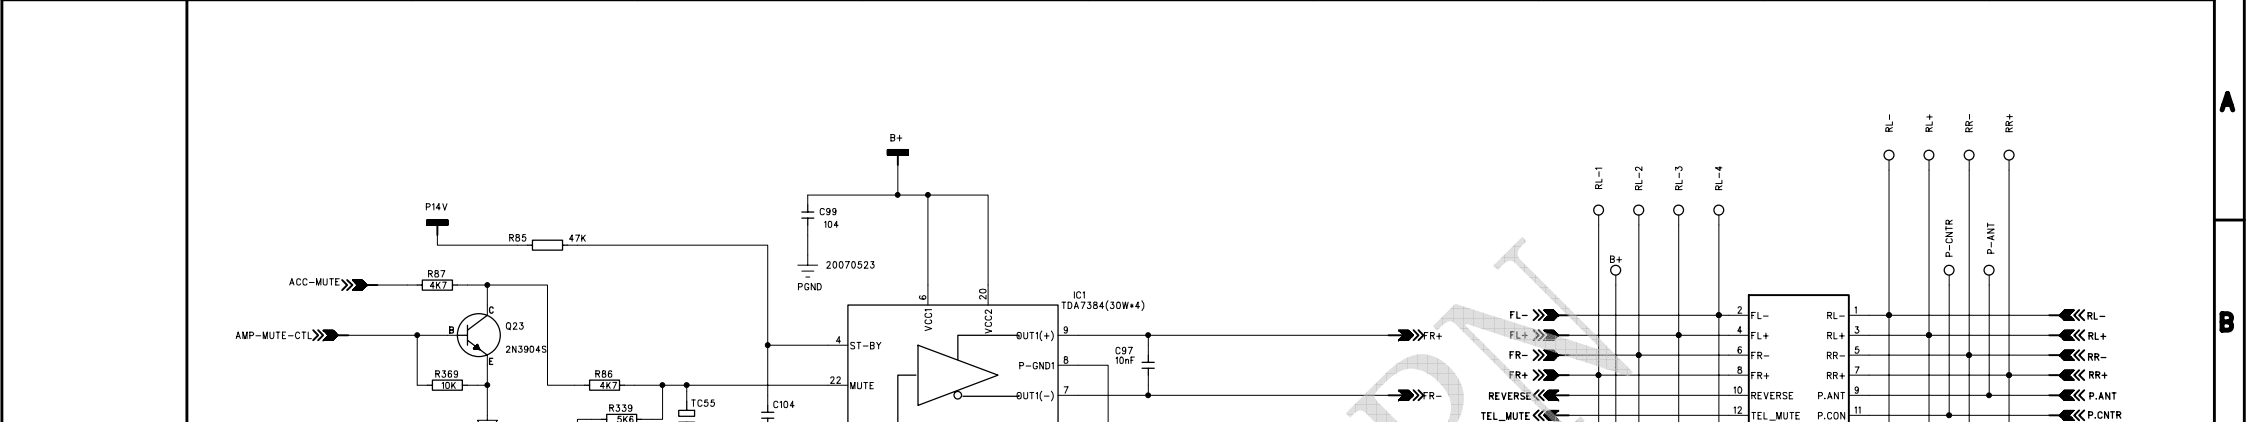 A
B
B+
C99
104
20070523
PGND
P14V
R85
47K
ACC-MUTE
R87
4K7
AMP-MUTE-CTL
B
C
E
Q23
2N3904S
R369
10K
R86
4K7
R339
5K6
TC55
C104
IC1
TDA7384(30W*4)
6
20
VCC1
VCC2
4
ST-BY
22
MUTE
OUT1(+)
9
P-GND1
8
OUT1(-)
7
C97
10nF
FR+
FR-
RL-1
RL-2
RL-3
RL-4
B+
RL-
RL+
RR-
RR+
P-CNTR
P-ANT
FL-
2
FL-
RL-
1
RL-
FL+
4
FL+
RL+
3
RL+
FR-
6
FR-
RR-
5
RR-
FR+
8
FR+
RR+
7
RR+
REVERSE
10
REVERSE
P.ANT
9
P.ANT
TEL_MUTE
12
TEL_MUTE
P.CON
11
P.CNTR